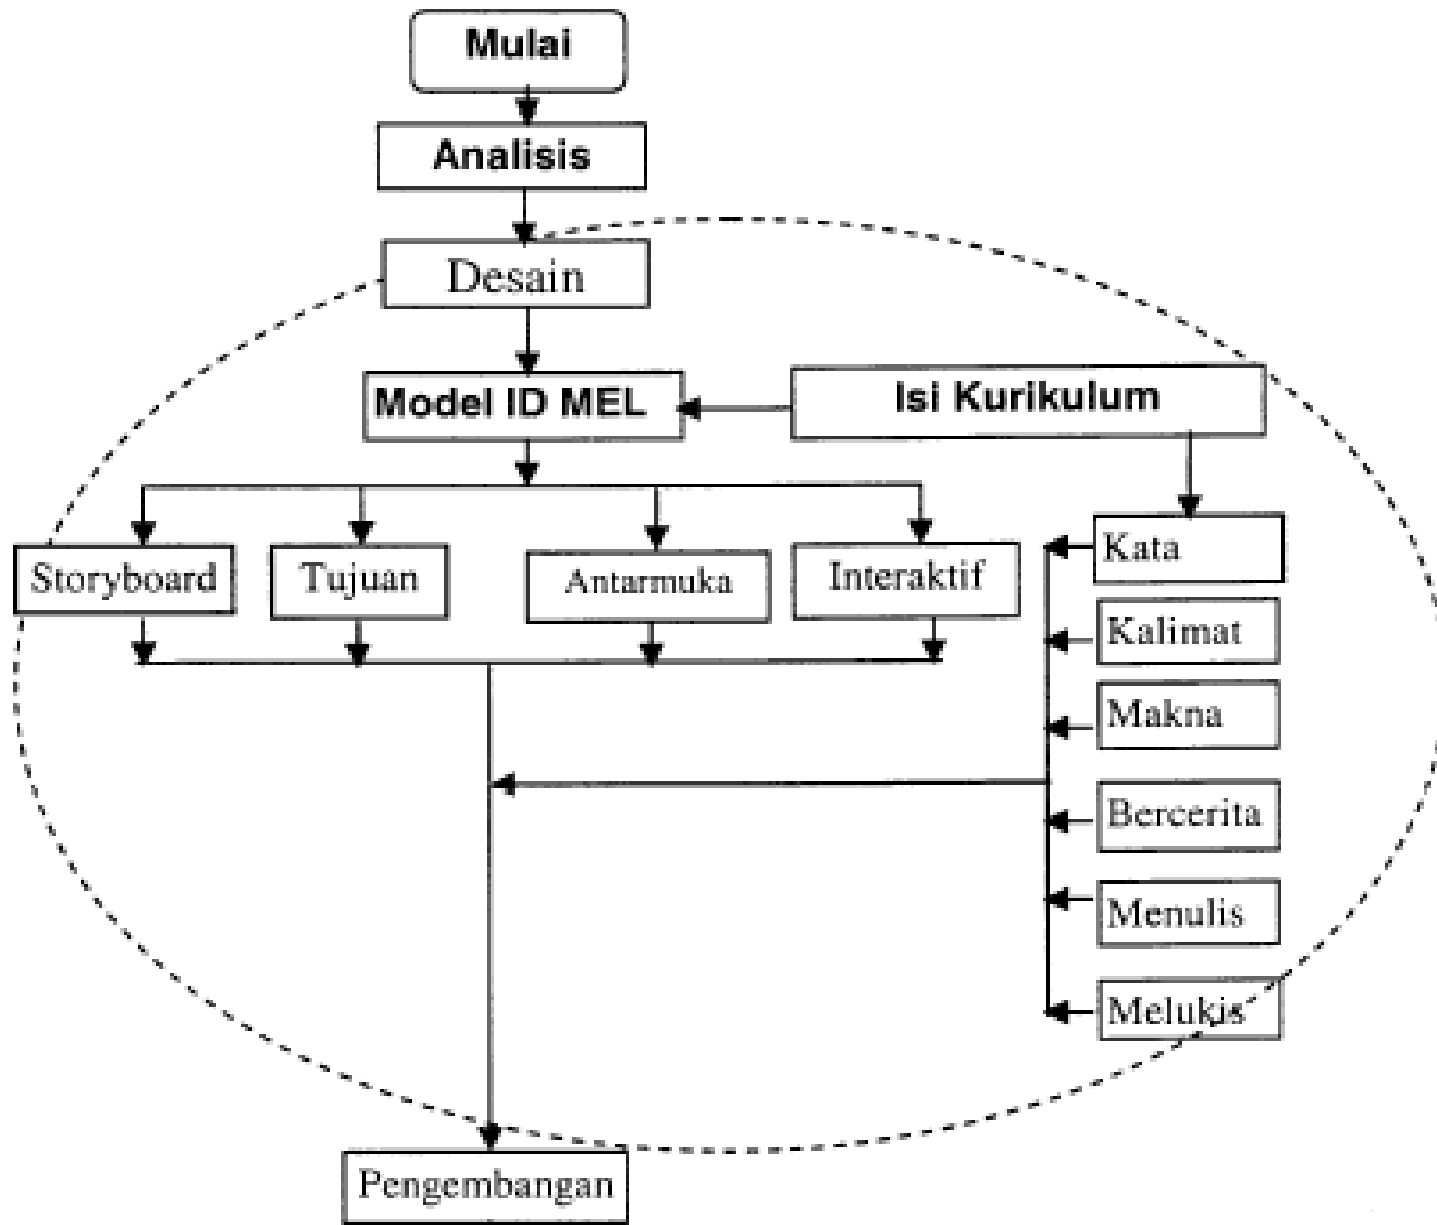 Mulai
Analisis
Desain
Model ID MEL
Isi Kurikulum
Storyboard
Tujuan
Antarmuka
Interaktif
Kata
Kalimat
Makna
Bercerita
Menulis
Melukis
Pengembangan